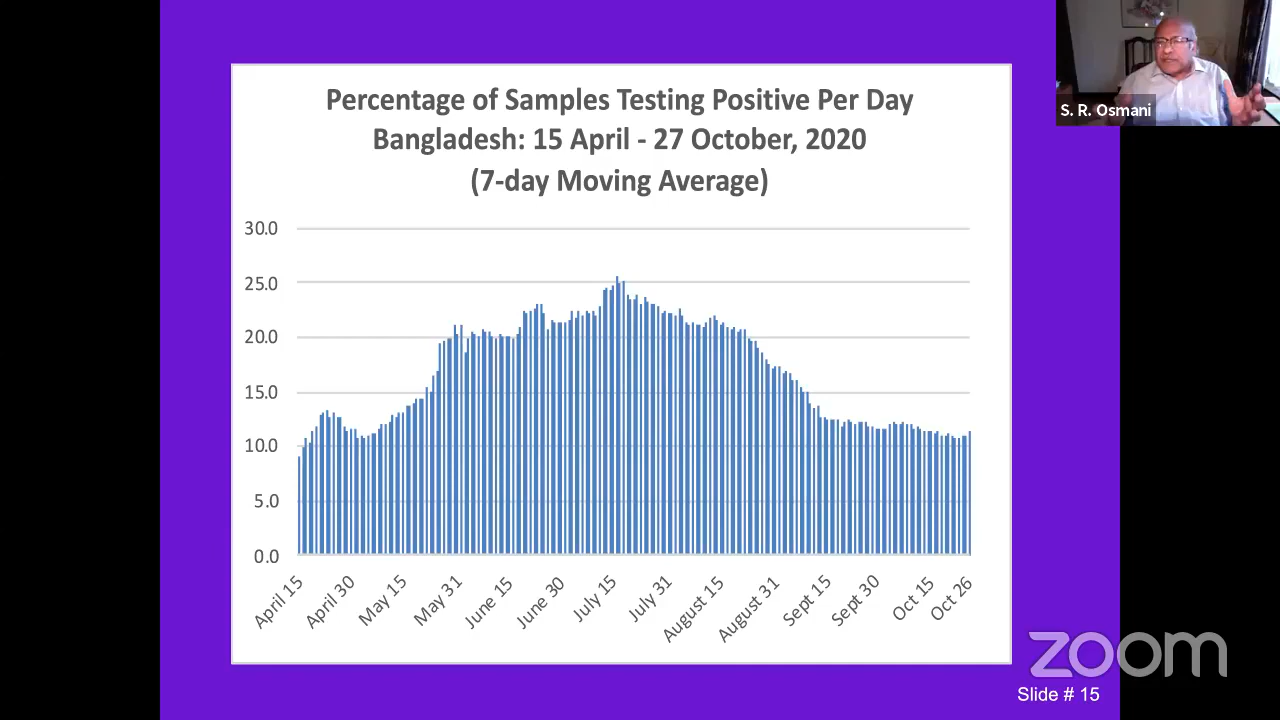 Percentage of Samples Testing Positive Per Day
Bangladesh: 15 April - 27 October, 2020
(7-day Moving Average)
S. R. Osmani
30.0
25.0
20.0
15.0
10.0
5.0
0.0
April 15
April 30
May 15
May 31
June 15
June 30
July 15
July 31
August 15
August 31
Sept 15
Sept 30
Oct 15
Oct 26
zoom
Slide # 15